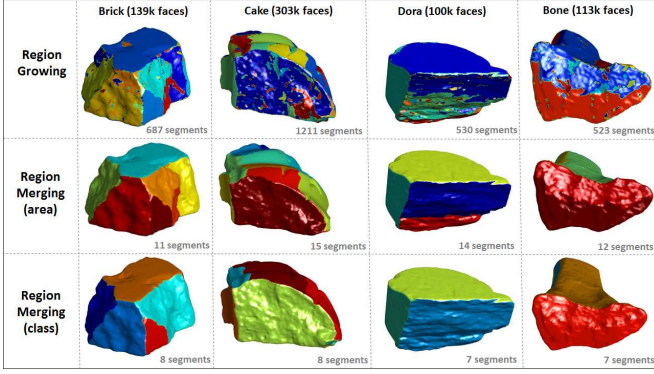 Brick (139k faces) Cake (303k faces) Dora (100k faces) Bone (113k faces)
Region
Growing
687 segments 1211 segments 530 segments 523 segments
Region
Merging
(area)
11 segments 15 segments 14 segments 12 segments
Region
Merging
(class)
8 segments 8 segments 7 segments 7 segments